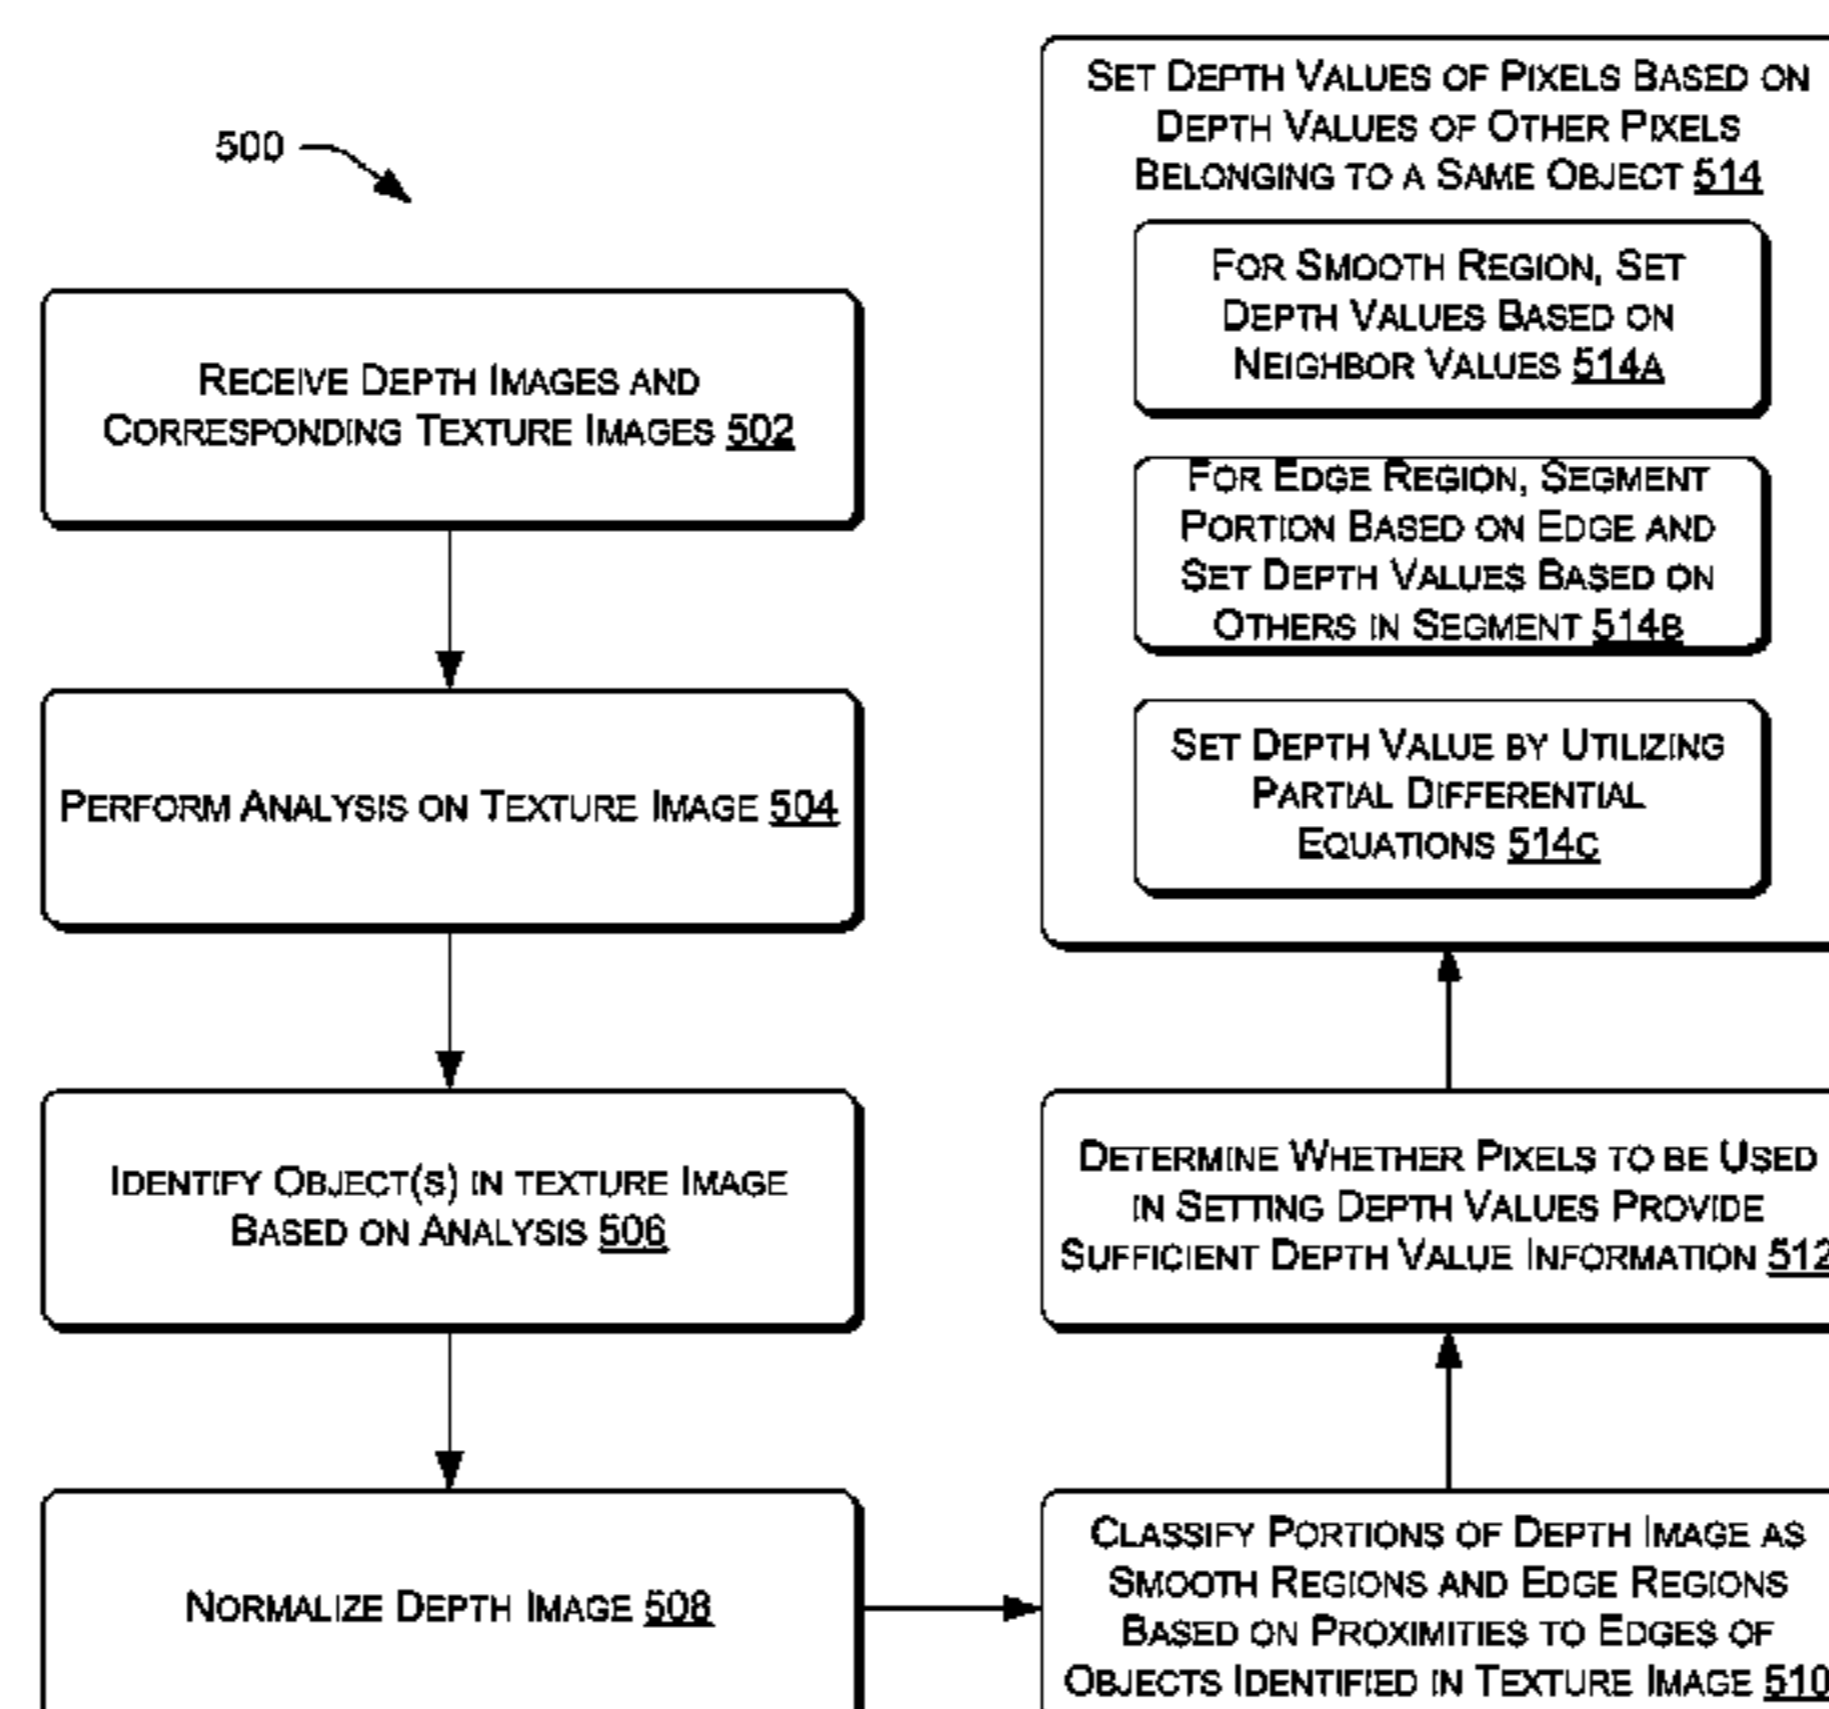 500
RECEIVE DEPTH IMAGES AND
CORRESPONDING TEXTURE IMAGES 502
PERFORM ANALYSIS ON TEXTURE IMAGE 504
IDENTIFY OBJECT(S) IN TEXTURE IMAGE
BASED ON ANALYSIS 506
NORMALIZE DEPTH IMAGE 508
CLASSIFY PORTIONS OF DEPTH IMAGE AS
SMOOTH REGIONS AND EDGE REGIONS
BASED ON PROXIMITIES TO EDGES OF
OBJECTS IDENTIFIED IN TEXTURE IMAGE 510
DETERMINE WHETHER PIXELS TO BE USED
IN SETTING DEPTH VALUES PROVIDE
SUFFICIENT DEPTH VALUE INFORMATION 512
SET DEPTH VALUES OF PIXELS BASED ON
DEPTH VALUES OF OTHER PIXELS
BELONGING TO A SAME OBJECT 514
FOR SMOOTH REGION, SET
DEPTH VALUES BASED ON
NEIGHBOR VALUES 514A
FOR EDGE REGION, SEGMENT
PORTION BASED ON EDGE AND
SET DEPTH VALUES BASED ON
OTHERS IN SEGMENT 514B
SET DEPTH VALUE BY UTILIZING
PARTIAL DIFFERENTIAL
EQUATIONS 514C